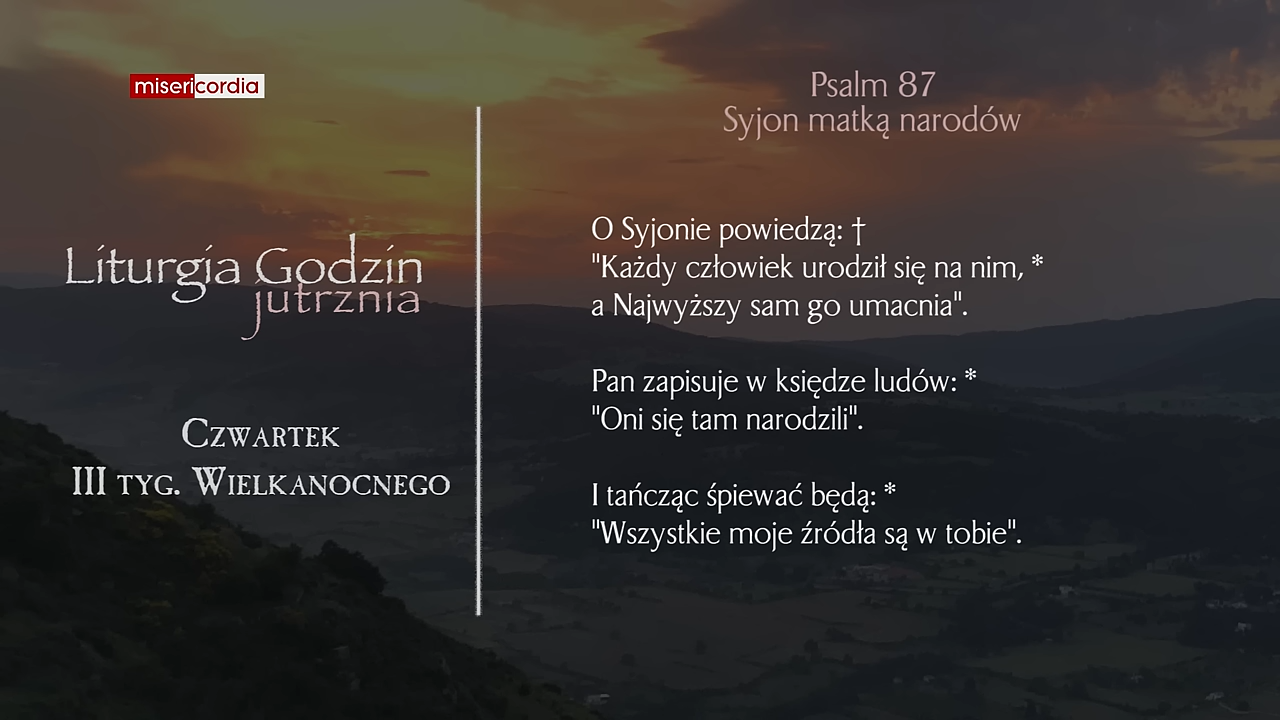 misericordia
Liturgia Godzin
jutrznia
Czwartek
III tyg. Wielkanocnego
Psalm 87
Syjon matką narodów
O Syjonie powiedzą: †
"Każdy człowiek urodził się na nim, *
a Najwyższy sam go umacnia".
Pan zapisuje w księdze ludów: *
"Oni się tam narodzili".
I tańcząc śpiewać będą: *
"Wszystkie moje źródła są w tobie".